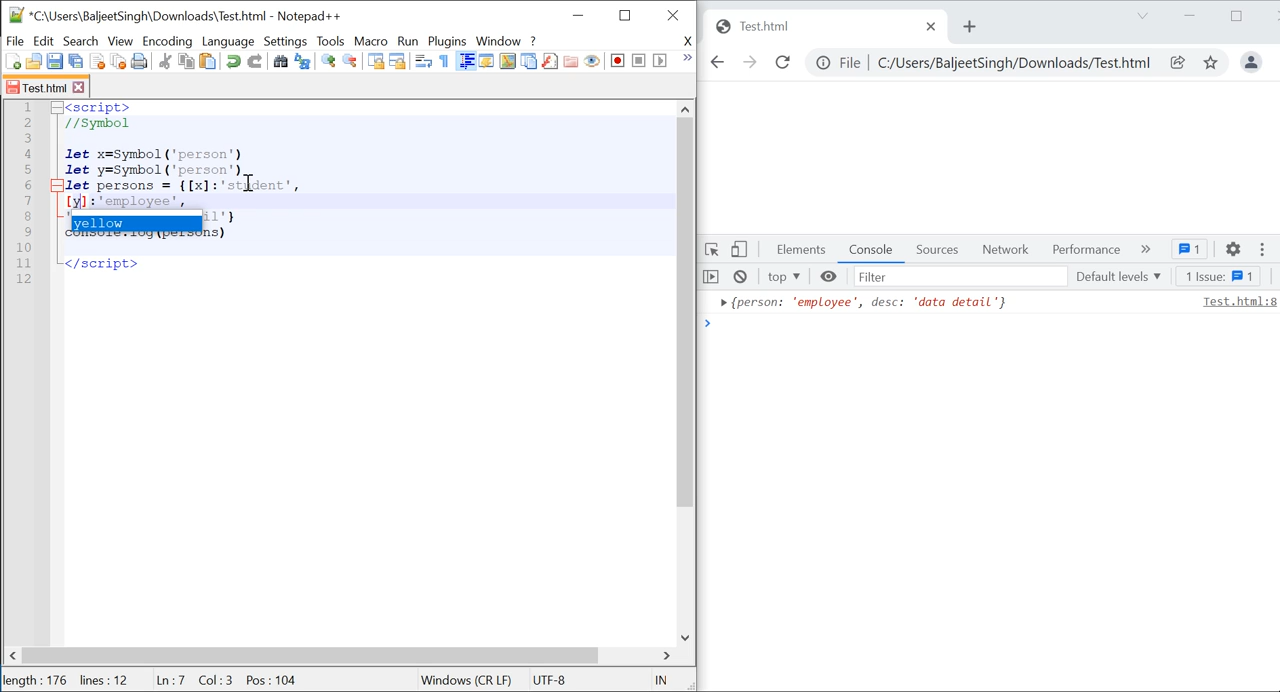 *C:\Users\BaljeetSingh\Downloads\Test.html - Notepad++
File Edit Search View Encoding Language Settings Tools Macro Run Plugins Window ? X
Test.html
1 <script>
2 //Symbol
3
4 let x=Symbol('person')
5 let y=Symbol('person')
6 let persons = {[x]:'student',
7 [y]:'employee',
8 il'}
yellow
9 console.log(persons)
10
11 </script>
12
length : 176 lines : 12 Ln : 7 Col : 3 Pos : 104 Windows (CR LF) UTF-8 IN
Test.html
File C:/Users/BaljeetSingh/Downloads/Test.html
Elements Console Sources Network Performance » 1
top ▼ Filter Default levels ▼ 1 Issue: 1
{person: 'employee', desc: 'data detail'} Test.html:8